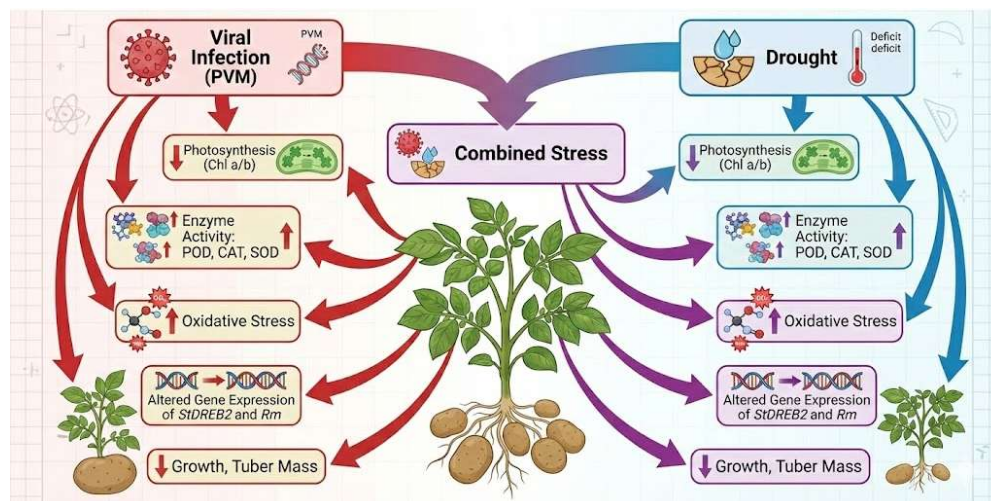 Viral
Infection
(PVM)
PVM
Drought
Deficit
deficit
Combined Stress
Photosynthesis
(Chl a/b)
Enzyme
Activity:
POD, CAT, SOD
Oxidative Stress
Altered Gene Expression
of StDREB2 and Rm
Growth, Tuber Mass
Photosynthesis
(Chl a/b)
Enzyme
Activity:
POD, CAT, SOD
Oxidative Stress
Altered Gene Expression
of StDREB2 and Rm
Growth, Tuber Mass